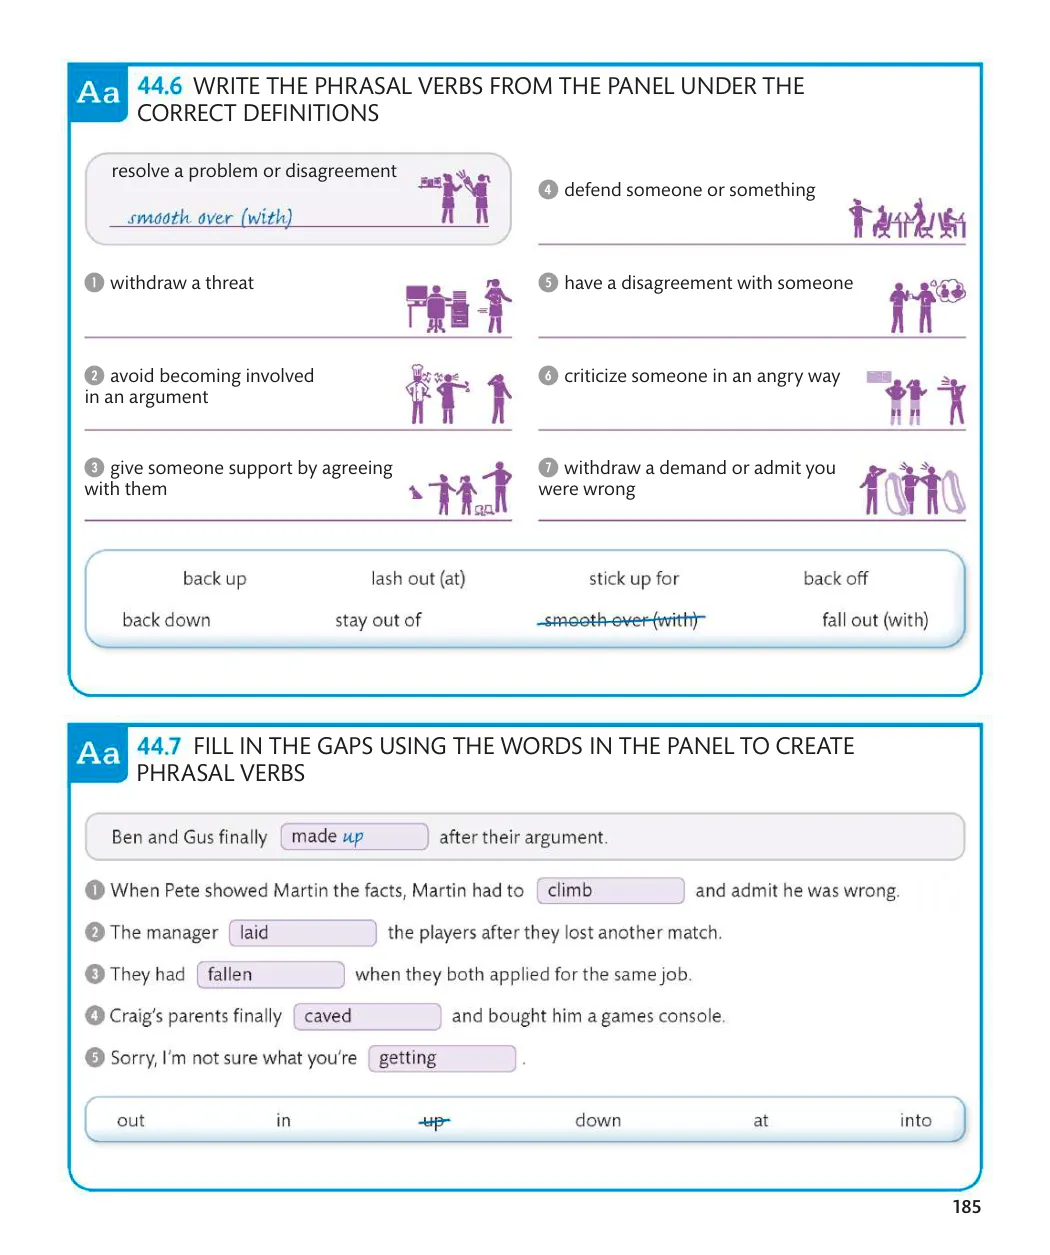 Aa 44.6 WRITE THE PHRASAL VERBS FROM THE PANEL UNDER THE
CORRECT DEFINITIONS
resolve a problem or disagreement
smooth over (with)
1 withdraw a threat
2 avoid becoming involved
in an argument
3 give someone support by agreeing
with them
4 defend someone or something
5 have a disagreement with someone
6 criticize someone in an angry way
7 withdraw a demand or admit you
were wrong
back up lash out (at) stick up for back off
back down stay out of smooth over (with) fall out (with)
Aa 44.7 FILL IN THE GAPS USING THE WORDS IN THE PANEL TO CREATE
PHRASAL VERBS
Ben and Gus finally made up after their argument.
1 When Pete showed Martin the facts, Martin had to climb and admit he was wrong.
2 The manager laid the players after they lost another match.
3 They had fallen when they both applied for the same job.
4 Craig's parents finally caved and bought him a games console.
5 Sorry, I'm not sure what you're getting .
out in up down at into
185